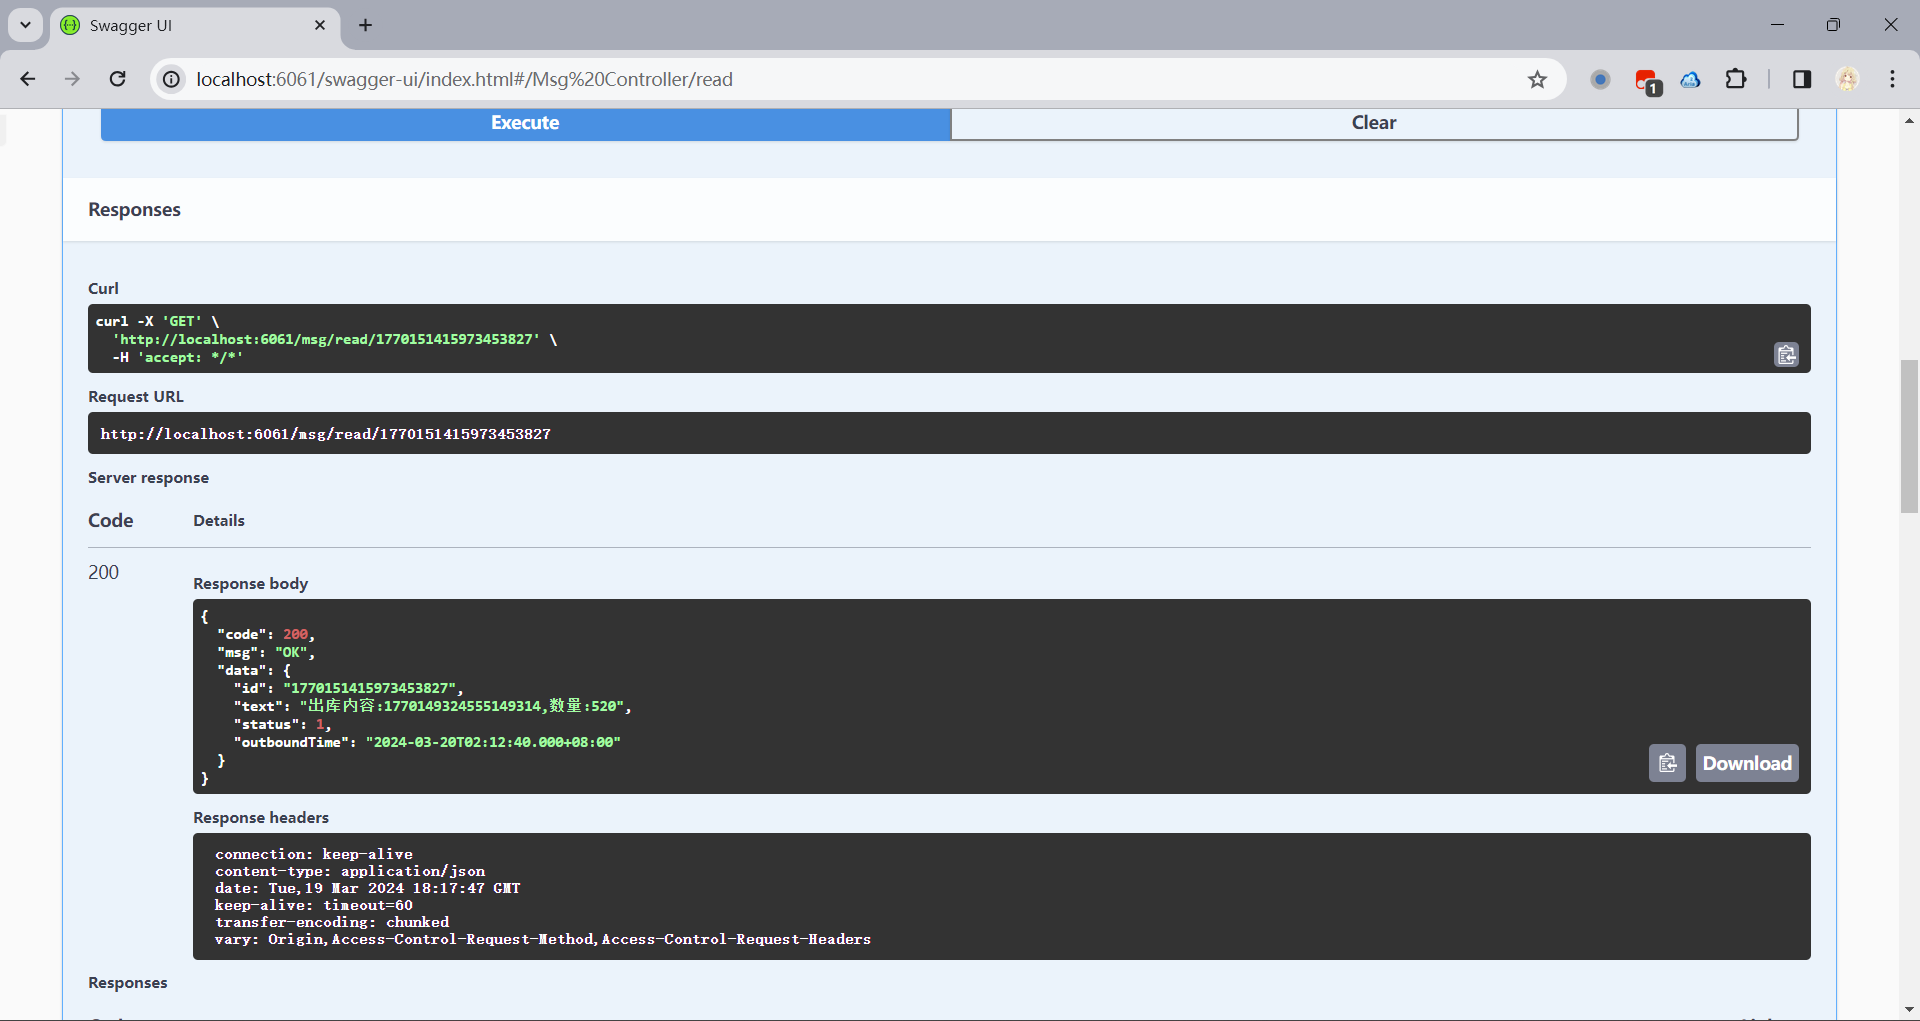 Swagger UI
localhost:6061/swagger-ui/index.html#/Msg%20Controller/read
1
Execute
Clear
Responses
Curl
curl -X 'GET' \
'http://localhost:6061/msg/read/1770151415973453827' \
-H 'accept: */*'
Request URL
http://localhost:6061/msg/read/1770151415973453827
Server response
Code Details
200
Response body
{
"code": 200,
"msg": "OK",
"data": {
"id": "1770151415973453827",
"text": "出库内容:1770149324555149314,数量:520",
"status": 1,
"outboundTime": "2024-03-20T02:12:40.000+08:00"
}
}
Download
Response headers
connection: keep-alive
content-type: application/json
date: Tue,19 Mar 2024 18:17:47 GMT
keep-alive: timeout=60
transfer-encoding: chunked
vary: Origin,Access-Control-Request-Method,Access-Control-Request-Headers
Responses